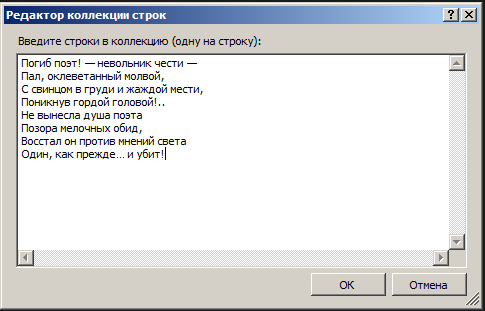 Редактор коллекции строк
Введите строки в коллекцию (одну на строку):
Погиб поэт! — невольник чести —
Пал, оклеветанный молвой,
С свинцом в груди и жаждой мести,
Поникнув гордой головой!..
Не вынесла душа поэта
Позора мелочных обид,
Восстал он против мнений света
Один, как прежде... и убит!
ОК
Отмена